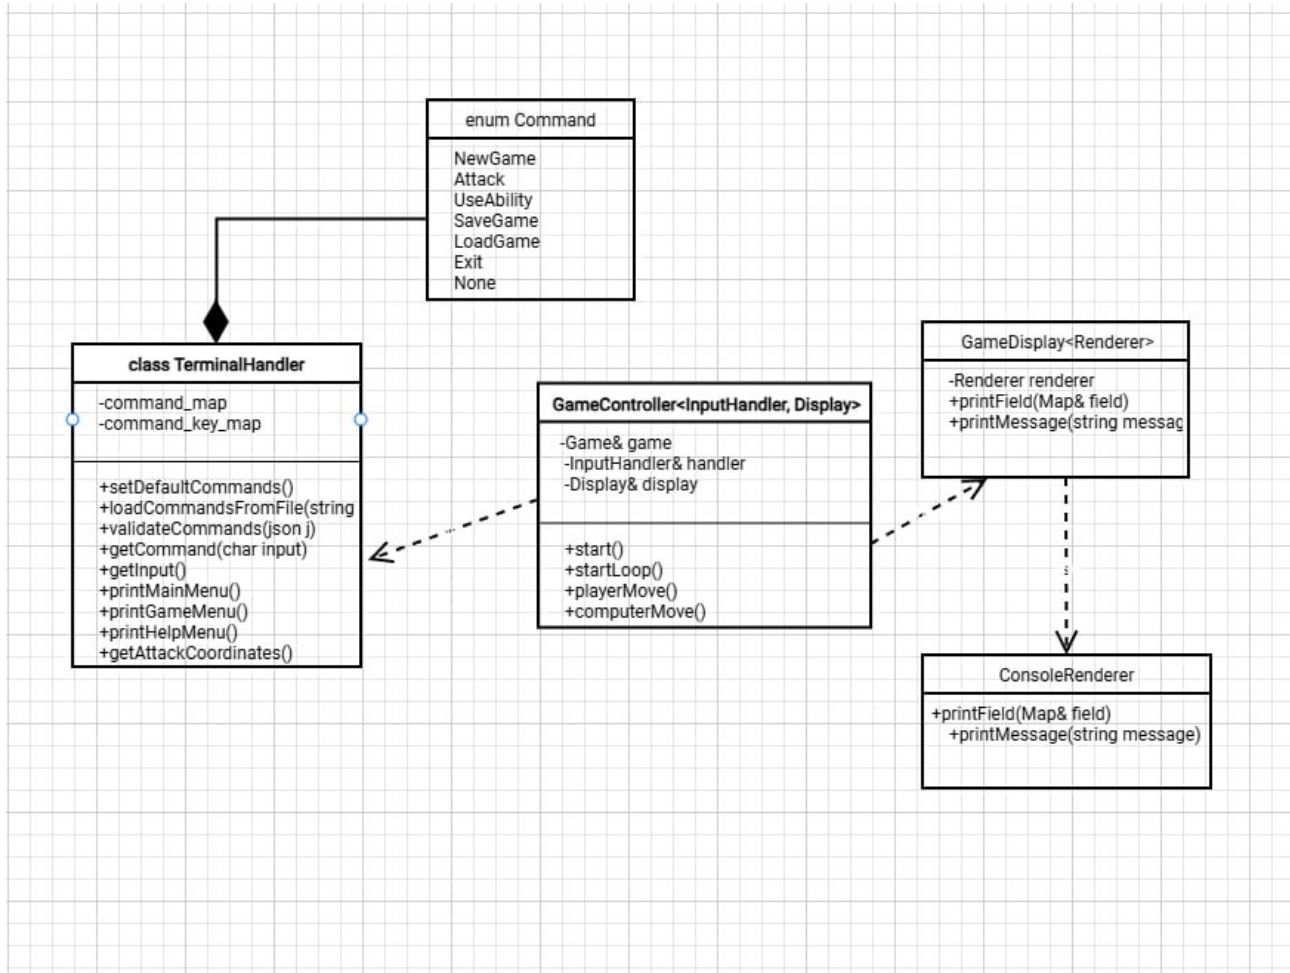 enum Command
NewGame
Attack
UseAbility
SaveGame
LoadGame
Exit
None
class TerminalHandler
-command_map
-command_key_map
+setDefaultCommands()
+loadCommandsFromFile(string
+validateCommands(json j)
+getCommand(char input)
+getInput()
+printMainMenu()
+printGameMenu()
+printHelpMenu()
+getAttackCoordinates()
GameController<InputHandler, Display>
-Game& game
-InputHandler& handler
-Display& display
+start()
+startLoop()
+playerMove()
+computerMove()
GameDisplay<Renderer>
-Renderer renderer
+printField(Map& field)
+printMessage(string messag
ConsoleRenderer
+printField(Map& field)
+printMessage(string message)